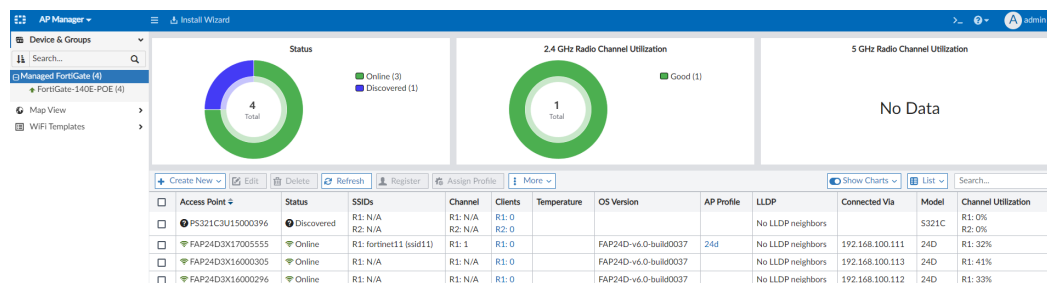 AP Manager
Install Wizard
>_
admin
Device & Groups
Search...
Managed FortiGate (4)
FortiGate-140E-POE (4)
Map View
WiFi Templates
Status
4
Total
Online (3)
Discovered (1)
2.4 GHz Radio Channel Utilization
1
Total
Good (1)
5 GHz Radio Channel Utilization
No Data
Create New Edit Delete Refresh Register Assign Profile More Show Charts List Search...
Access Point Status SSIDs Channel Clients Temperature OS Version AP Profile LLDP Connected Via Model Channel Utilization
PS321C3U15000396 Discovered R1: N/A R1: N/A R1: 0 No LLDP neighbors S321C R1: 0%
R2: N/A R2: N/A R2: 0 R2: 0%
FAP24D3X17005555 Online R1: fortinet11 (ssid11) R1: 1 R1: 0 FAP24D-v6.0-build0037 24d No LLDP neighbors 192.168.100.111 24D R1: 32%
FAP24D3X16000305 Online R1: N/A R1: N/A R1: 0 FAP24D-v6.0-build0037 No LLDP neighbors 192.168.100.113 24D R1: 41%
FAP24D3X16000296 Online R1: N/A R1: N/A R1: 0 FAP24D-v6.0-build0037 No LLDP neighbors 192.168.100.112 24D R1: 33%